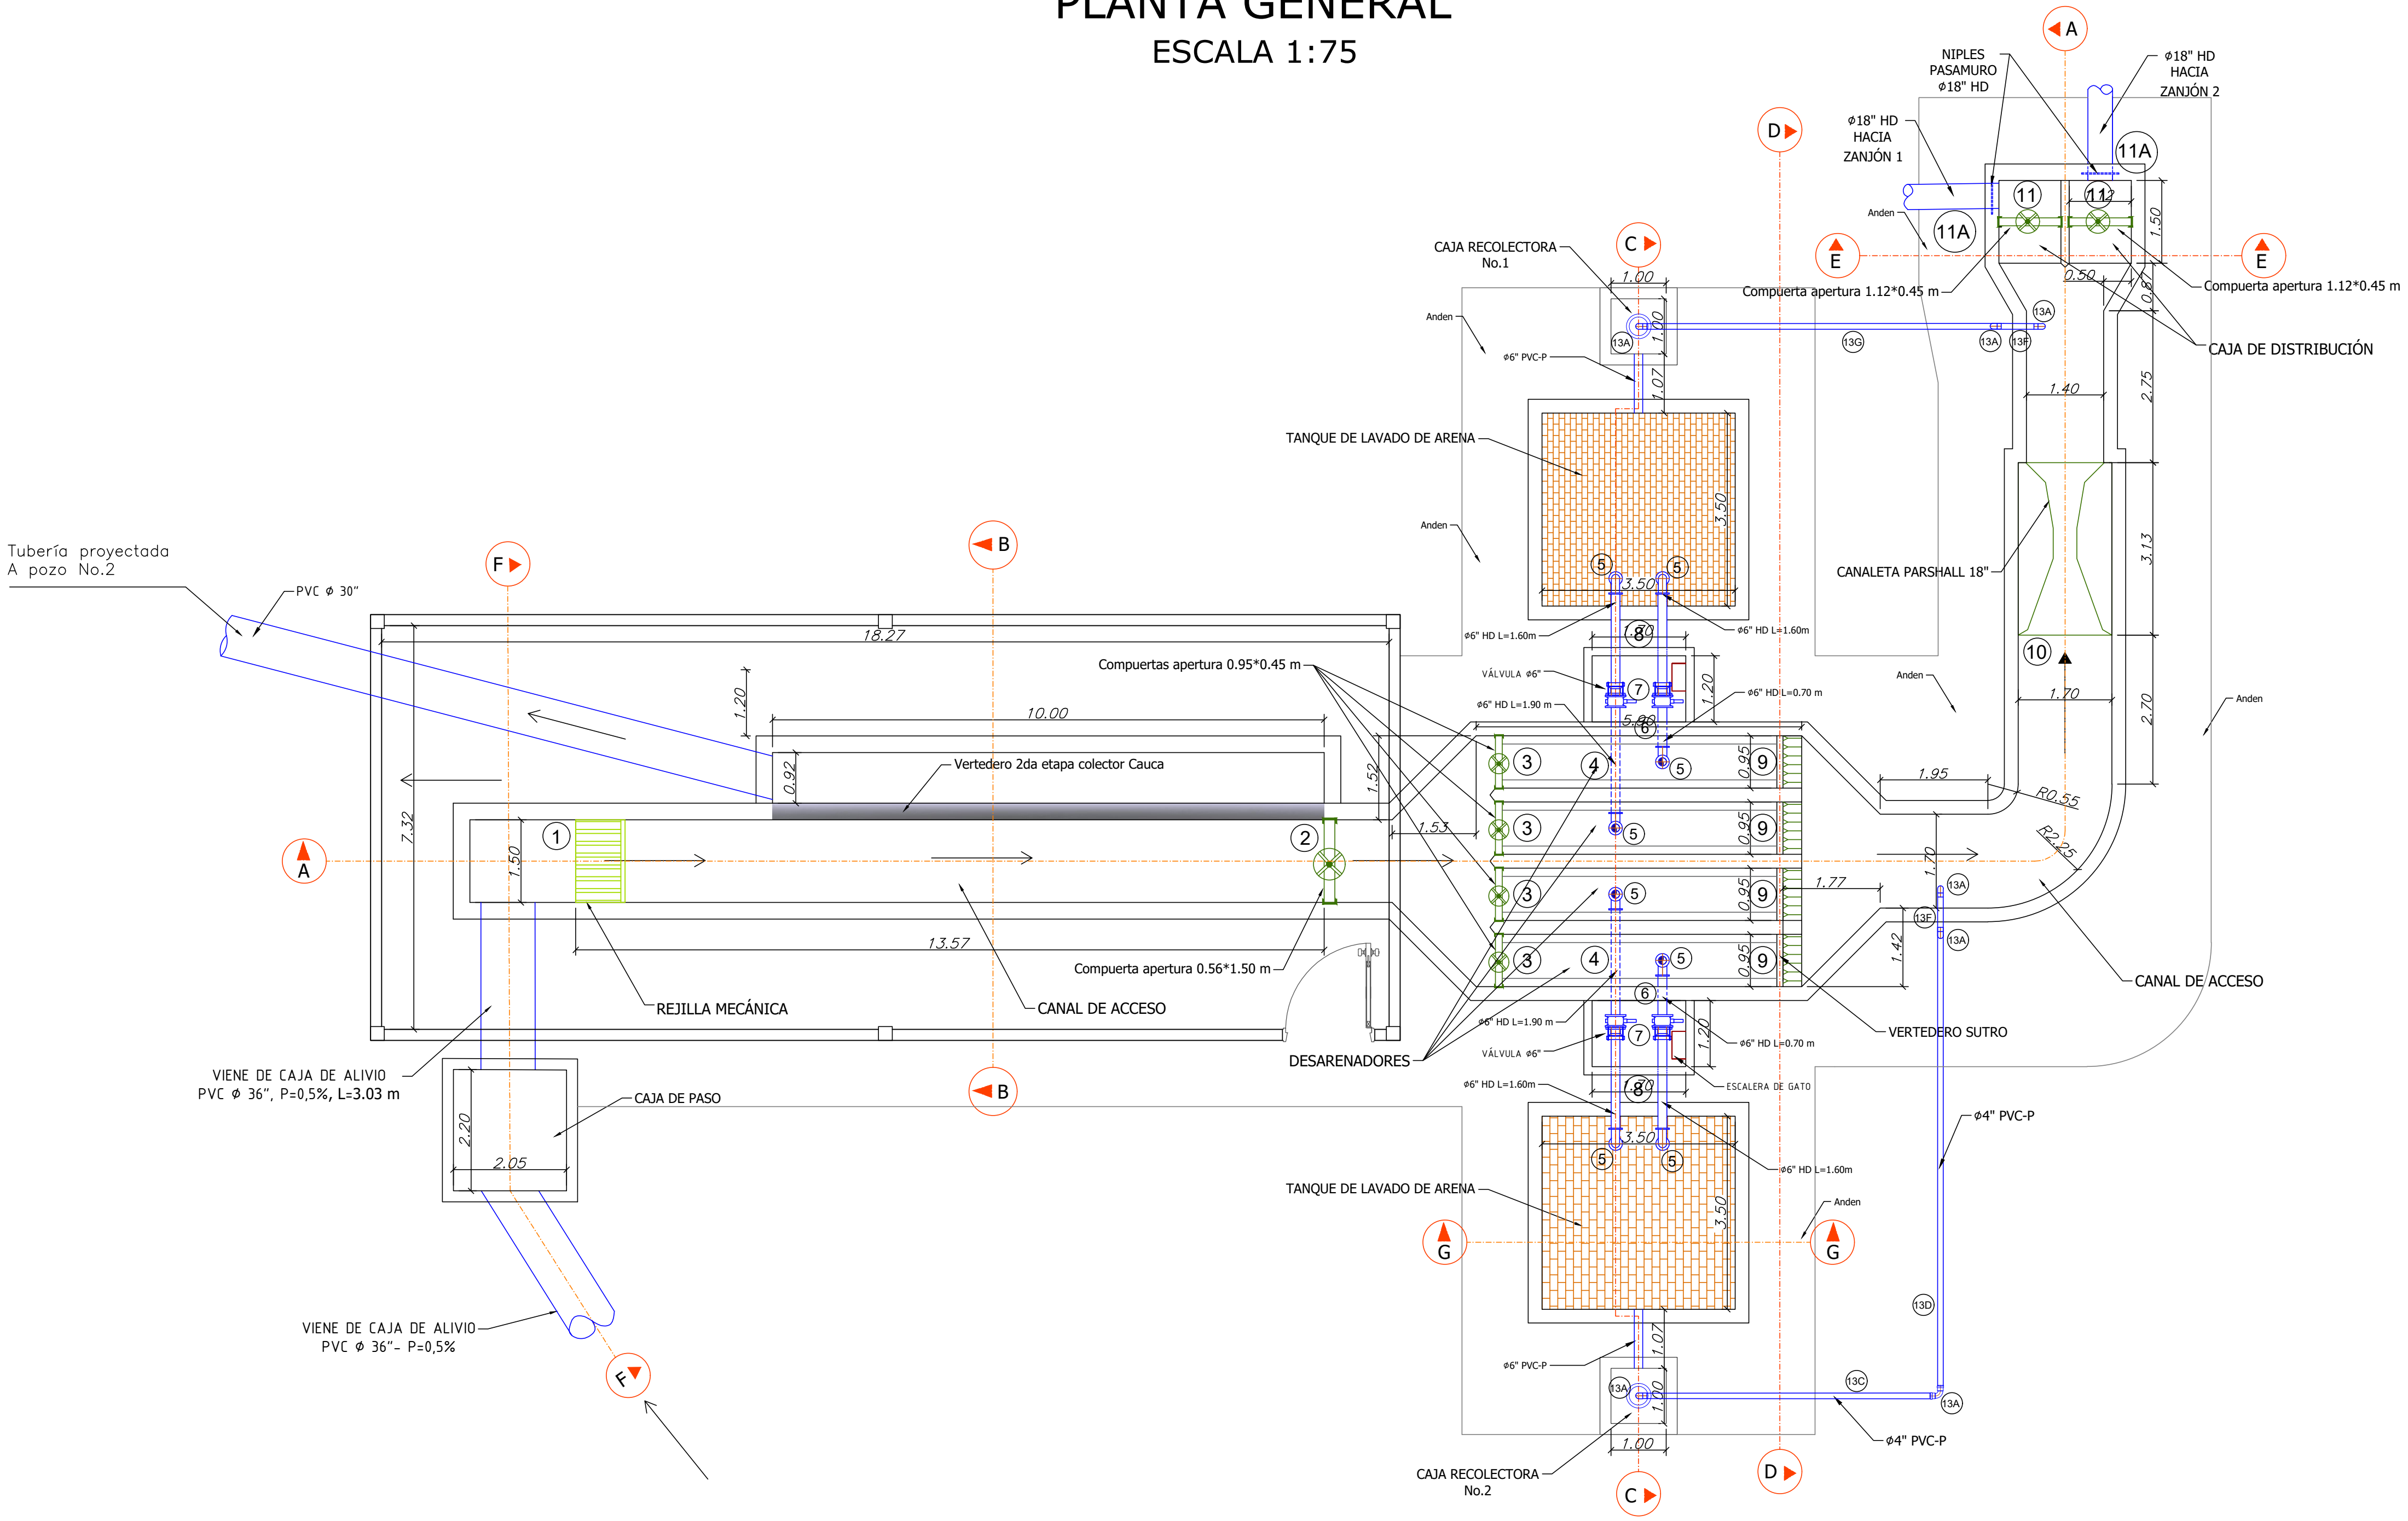 PLANTA GENERAL
ESCALA 1:75
A
NIPLES
PASAMURO
ϕ18" HD
ϕ18" HD
HACIA
ZANJÓN 2
D
ϕ18" HD
HACIA
ZANJÓN 1
11A
11
11
1.12
1.50
Anden
11A
C
CAJA RECOLECTORA
No.1
E
E
1.00
0.50
0.87
Compuerta apertura 1.12*0.45 m
Compuerta apertura 1.12*0.45 m
Anden
1.00
13A
13A
13G
13A
13F
ϕ6" PVC-P
CAJA DE DISTRIBUCIÓN
1.07
1.40
2.75
TANQUE DE LAVADO DE ARENA
3.50
Anden
B
F
Tubería proyectada
A pozo No.2
PVC ϕ 30"
CANALETA PARSHALL 18"
3.13
5
5
3.50
18.27
ϕ6" HD L=1.60m
8
1.70
ϕ6" HD L=1.60m
10
Compuertas apertura 0.95*0.45 m
VÁLVULA ϕ6"
7
1.20
ϕ6" HD L=0.70 m
Anden
1.70
2.70
Anden
1.20
10.00
ϕ6" HD L=1.90 m
5.90
6
0.92
Vertedero 2da etapa colector Cauca
1.52
3
4
5
0.95
9
1.95
R0.55
7.32
1
1.50
2
1.53
3
5
0.95
9
1.70
R2.25
A
3
5
0.95
9
1.77
13A
13F
13A
13.57
Compuerta apertura 0.56*1.50 m
3
4
5
0.95
9
1.42
REJILLA MECÁNICA
CANAL DE ACCESO
CANAL DE ACCESO
6
ϕ6" HD L=1.90 m
7
1.20
VERTEDERO SUTRO
ϕ6" HD L=0.70 m
VÁLVULA ϕ6"
DESARENADORES
VIENE DE CAJA DE ALIVIO
PVC ϕ 36", P=0,5%, L=3.03 m
B
ϕ6" HD L=1.60m
8
1.70
ESCALERA DE GATO
CAJA DE PASO
2.20
2.05
ϕ4" PVC-P
3.50
5
5
ϕ6" HD L=1.60m
TANQUE DE LAVADO DE ARENA
3.50
Anden
G
G
13D
VIENE DE CAJA DE ALIVIO
PVC ϕ 36"- P=0,5%
1.07
F
ϕ6" PVC-P
13A
1.00
13C
13A
ϕ4" PVC-P
1.00
CAJA RECOLECTORA
No.2
C
D